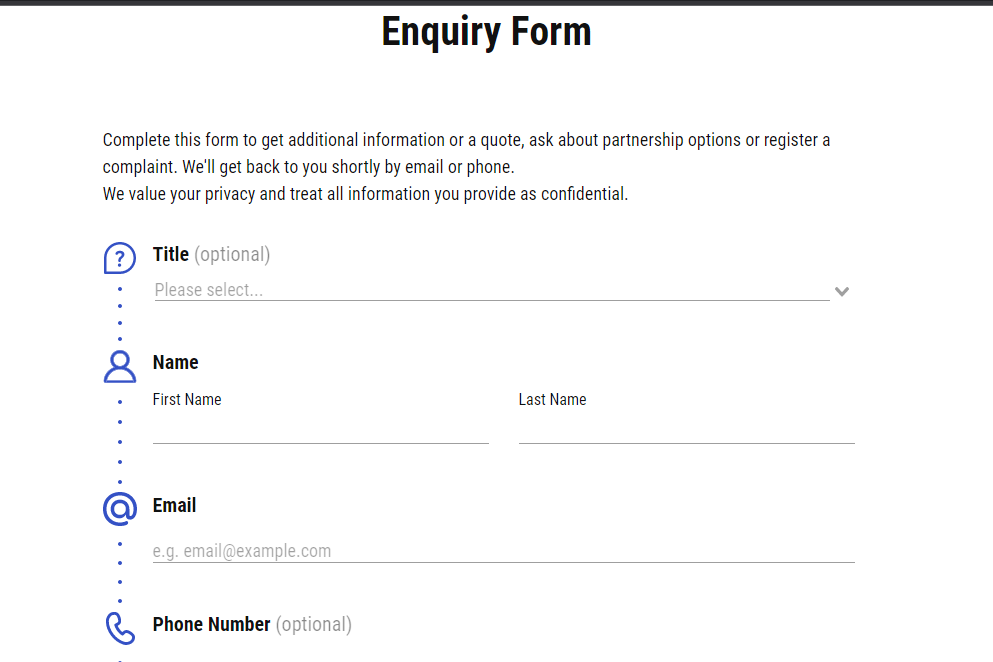 Enquiry Form
Complete this form to get additional information or a quote, ask about partnership options or register a
complaint. We'll get back to you shortly by email or phone.
We value your privacy and treat all information you provide as confidential.
Title (optional)
Please select...
Name
First Name
Last Name
Email
e.g. email@example.com
Phone Number (optional)